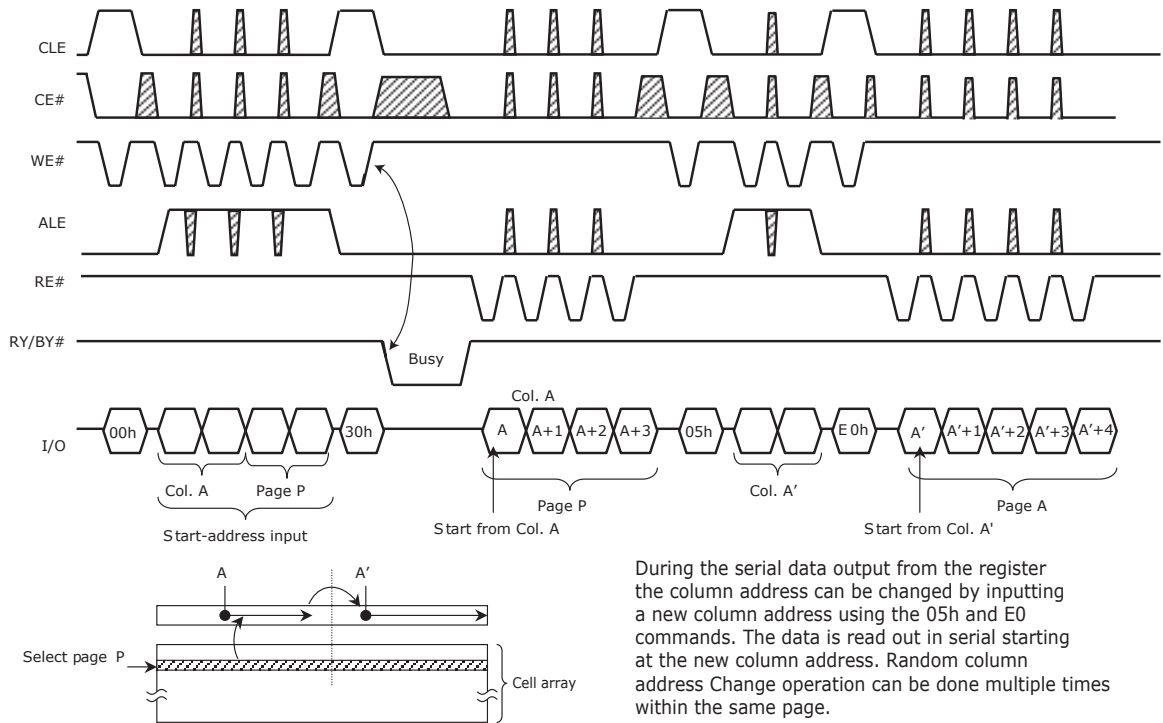 CLE
CE#
WE#
ALE
RE#
RY/BY#
Busy
Col. A
I/O
00h
30h
A
A+1
A+2
A+3
05h
E0h
A′
A′+1
A′+2
A′+3
A′+4
Col. A
Page P
Start-address input
Page P
Start from Col. A
Col. A′
Page A
Start from Col. A'
A
A′
Select page P
Cell array
During the serial data output from the register
the column address can be changed by inputting
a new column address using the 05h and E0
commands. The data is read out in serial starting
at the new column address. Random column
address Change operation can be done multiple times
within the same page.